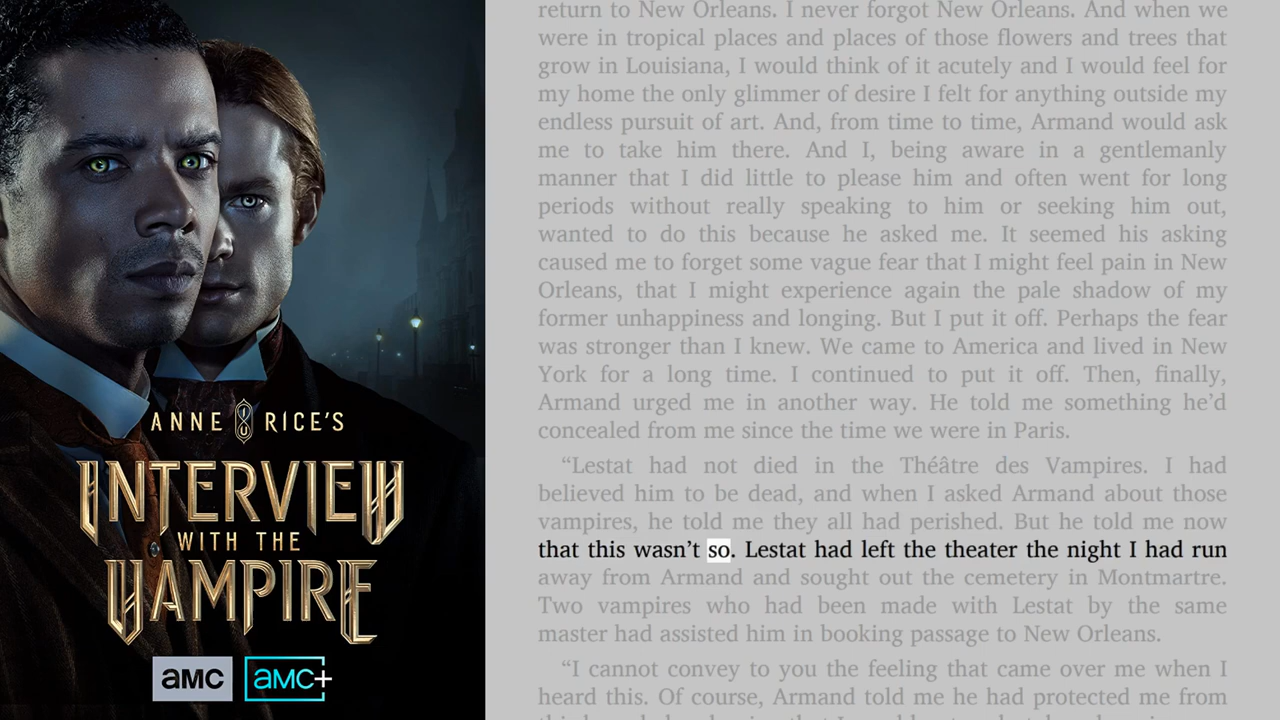 ANNE RICE'S
INTERVIEW
WITH THE
VAMPIRE
amc
amc+
return to New Orleans. I never forgot New Orleans. And when we
were in tropical places and places of those flowers and trees that
grow in Louisiana, I would think of it acutely and I would feel for
my home the only glimmer of desire I felt for anything outside my
endless pursuit of art. And, from time to time, Armand would ask
me to take him there. And I, being aware in a gentlemanly
manner that I did little to please him and often went for long
periods without really speaking to him or seeking him out,
wanted to do this because he asked me. It seemed his asking
caused me to forget some vague fear that I might feel pain in New
Orleans, that I might experience again the pale shadow of my
former unhappiness and longing. But I put it off. Perhaps the fear
was stronger than I knew. We came to America and lived in New
York for a long time. I continued to put it off. Then, finally,
Armand urged me in another way. He told me something he’d
concealed from me since the time we were in Paris.
“Lestat had not died in the Théâtre des Vampires. I had
believed him to be dead, and when I asked Armand about those
vampires, he told me they all had perished. But he told me now
that this wasn’t so. Lestat had left the theater the night I had run
away from Armand and sought out the cemetery in Montmartre.
Two vampires who had been made with Lestat by the same
master had assisted him in booking passage to New Orleans.
“I cannot convey to you the feeling that came over me when I
heard this. Of course, Armand told me he had protected me from